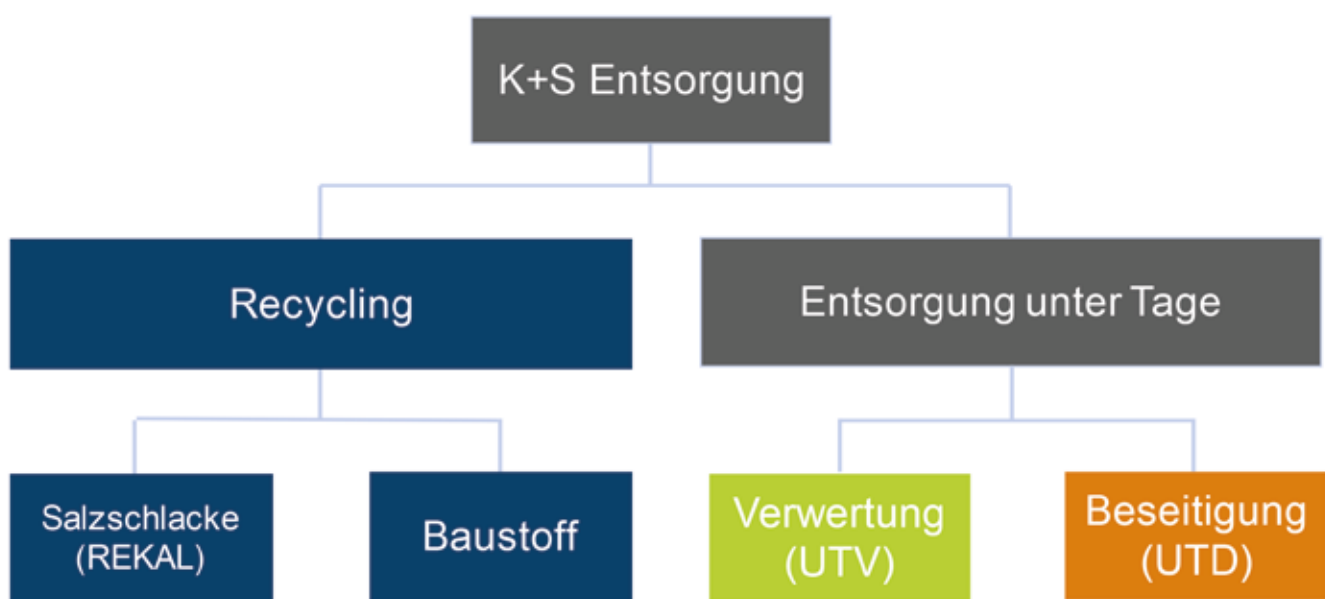 K+S Entsorgung
Recycling
Entsorgung unter Tage
Salzschlacke
(REKAL)
Baustoff
Verwertung
(UTV)
Beseitigung
(UTD)